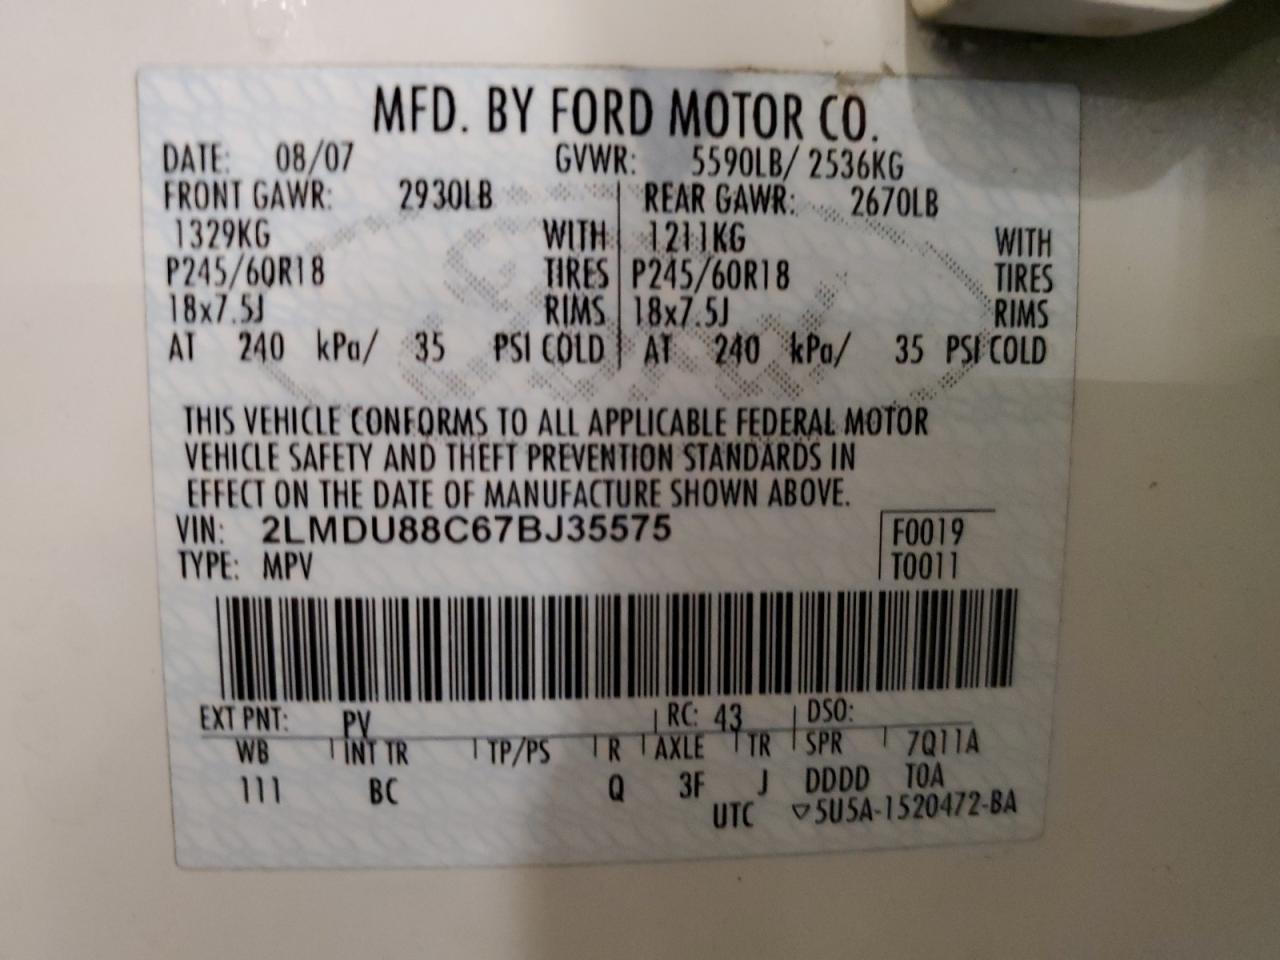 MFD. BY FORD MOTOR CO.
DATE: 08/07 GVWR: 5590LB/ 2536KG
FRONT GAWR: 2930LB REAR GAWR: 2670LB
1329KG WITH 1211KG WITH
P245/60R18 TIRES P245/60R18 TIRES
18x7.5J RIMS 18x7.5J RIMS
AT 240 kPa/ 35 PSI COLD AT 240 kPa/ 35 PSI COLD
THIS VEHICLE CONFORMS TO ALL APPLICABLE FEDERAL MOTOR
VEHICLE SAFETY AND THEFT PREVENTION STANDARDS IN
EFFECT ON THE DATE OF MANUFACTURE SHOWN ABOVE.
VIN: 2LMDU88C67BJ35575 F0019
TYPE: MPV T0011
EXT PNT: PV RC: 43 DSO:
WB INT TR TP/PS R AXLE TR SPR 7Q11A
111 BC Q 3F J DDDD TOA
UTC ▽5U5A-1520472-BA